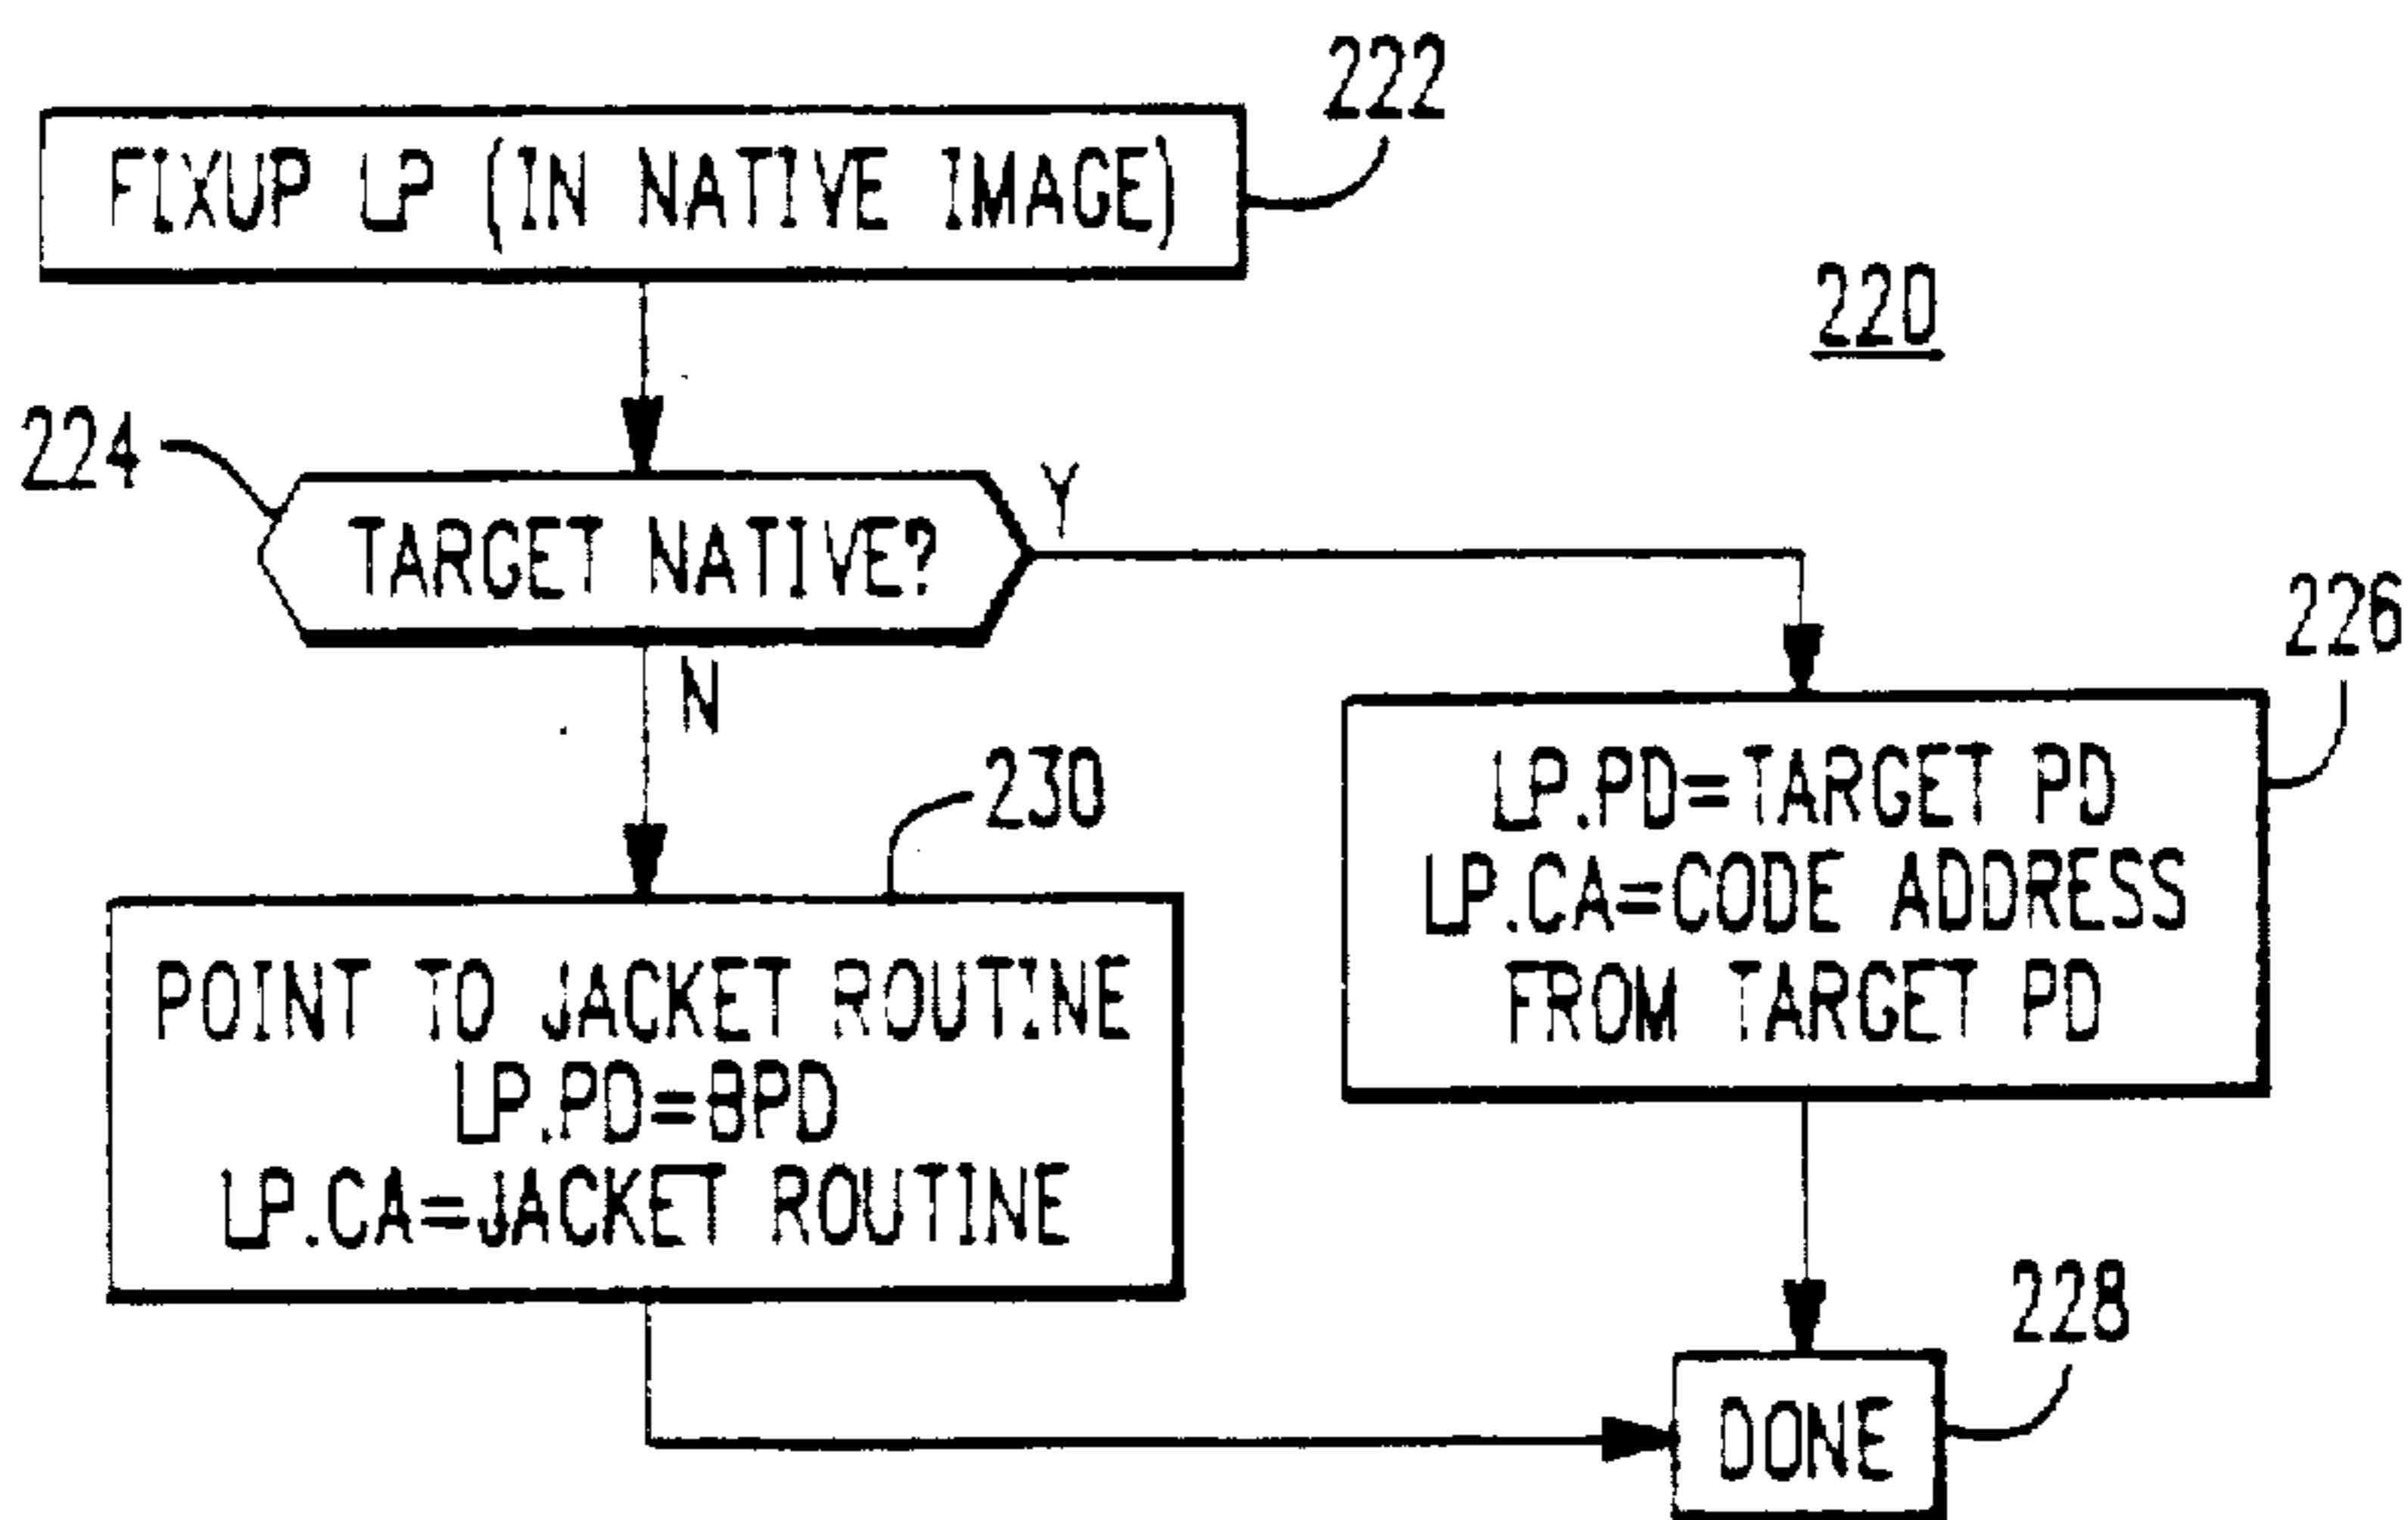 222
FIXUP LP (IN NATIVE IMAGE)
220
224
TARGET NATIVE?
Y
N
226
LP.PD=TARGET PD
LP.CA=CODE ADDRESS
FROM TARGET PD
230
POINT TO JACKET ROUTINE
LP.PD=BPD
LP.CA=JACKET ROUTINE
228
DONE